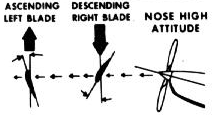 ASCENDING
LEFT BLADE
DESCENDING
RIGHT BLADE
NOSE HIGH
ATTITUDE